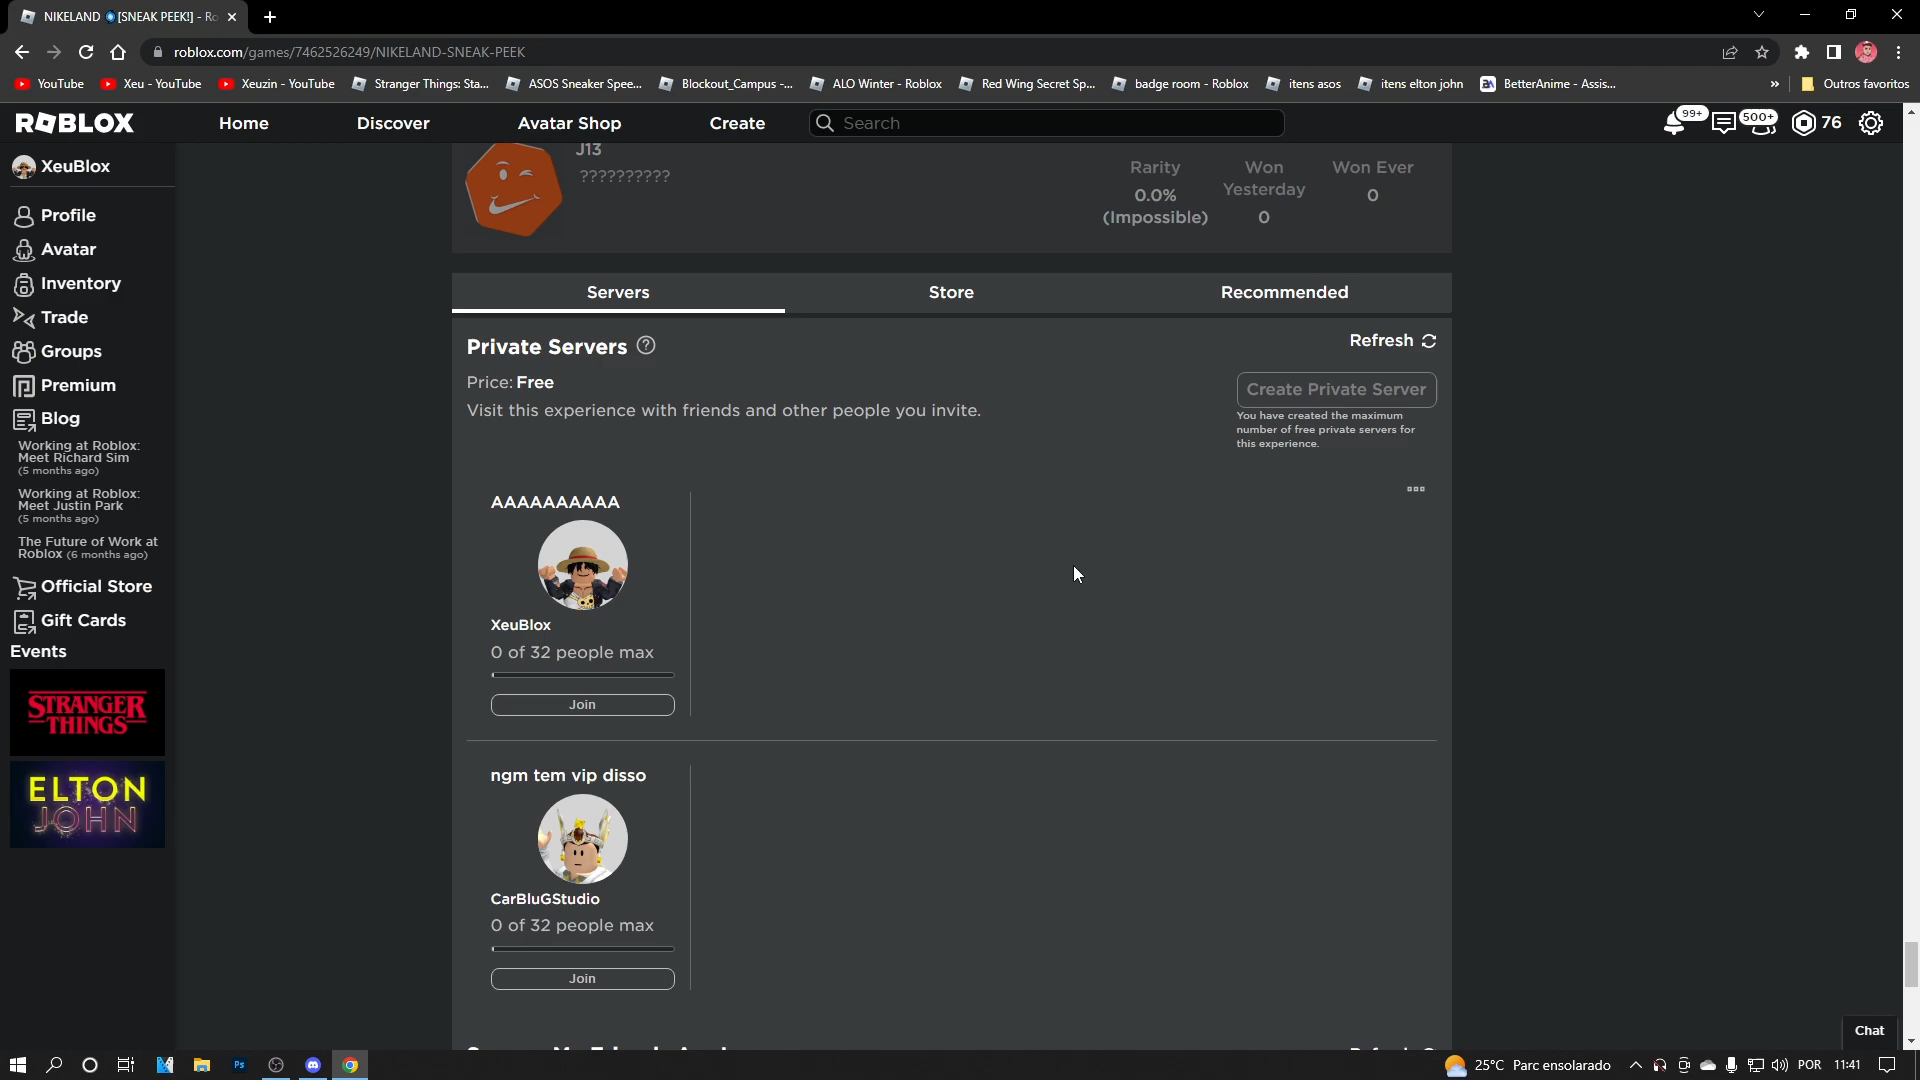 NIKELAND [SNEAK PEEK!] - Ro
roblox.com/games/7462526249/NIKELAND-SNEAK-PEEK
YouTube
Xeu - YouTube
Xeuzin - YouTube
Stranger Things: Sta...
ASOS Sneaker Spee...
Blockout_Campus -...
ALO Winter - Roblox
Red Wing Secret Sp...
badge room - Roblox
itens asos
itens elton john
BetterAnime - Assis...
»
Outros favoritos
ROBLOX
Home
Discover
Avatar Shop
Create
Search
99+
500+
76
XeuBlox
Profile
Avatar
Inventory
Trade
Groups
Premium
Blog
Working at Roblox:
Meet Richard Sim
(5 months ago)
Working at Roblox:
Meet Justin Park
(5 months ago)
The Future of Work at
Roblox (6 months ago)
Official Store
Gift Cards
Events
STRANGER
THINGS
ELTON
JOHN
J13
??????????
Rarity
0.0%
(Impossible)
Won
Yesterday
0
Won Ever
0
Servers
Store
Recommended
Private Servers
Refresh
Price: Free
Visit this experience with friends and other people you invite.
Create Private Server
You have created the maximum
number of free private servers for
this experience.
AAAAAAAAAA
XeuBlox
0 of 32 people max
Join
ngm tem vip disso
CarBluGStudio
0 of 32 people max
Join
Chat
Ps
25°C Parc ensolarado
POR
11:41